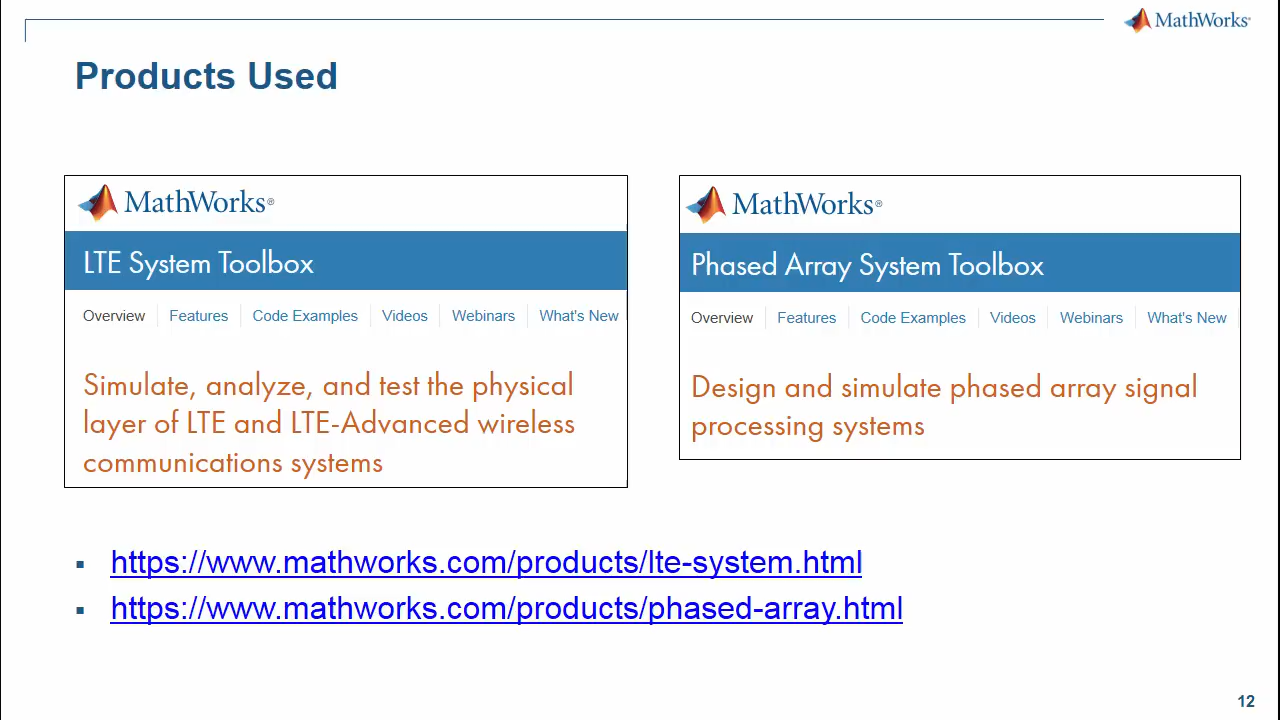 MathWorks®
Products Used
MathWorks®
LTE System Toolbox
Overview Features Code Examples Videos Webinars What's New
Simulate, analyze, and test the physical
layer of LTE and LTE-Advanced wireless
communications systems
MathWorks®
Phased Array System Toolbox
Overview Features Code Examples Videos Webinars What's New
Design and simulate phased array signal
processing systems
▪ https://www.mathworks.com/products/lte-system.html
▪ https://www.mathworks.com/products/phased-array.html
12